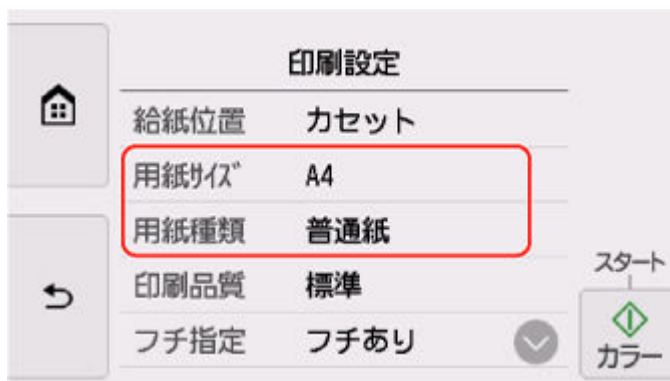 印刷設定
給紙位置 カセット
用紙ｻｲｽﾞ A4
用紙種類 普通紙
印刷品質 標準
フチ指定 フチあり
スタート
カラー